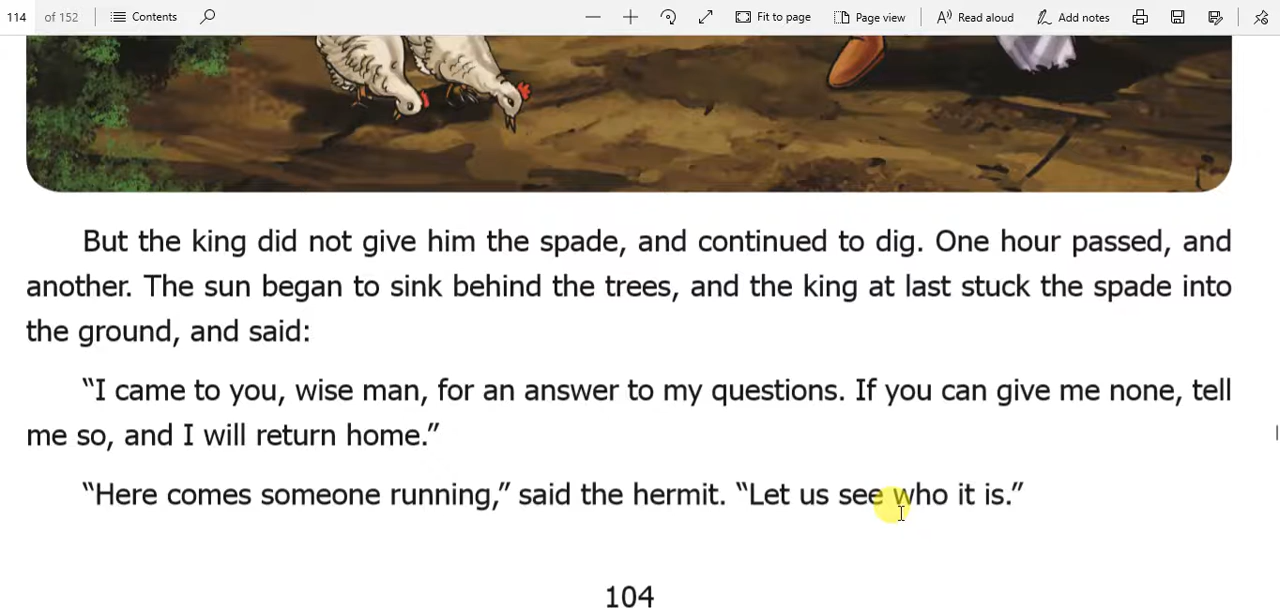 114 of 152 Contents Fit to page Page view Read aloud Add notes
But the king did not give him the spade, and continued to dig. One hour passed, and
another. The sun began to sink behind the trees, and the king at last stuck the spade into
the ground, and said:
“I came to you, wise man, for an answer to my questions. If you can give me none, tell
me so, and I will return home.”
“Here comes someone running,” said the hermit. “Let us see who it is.”
104